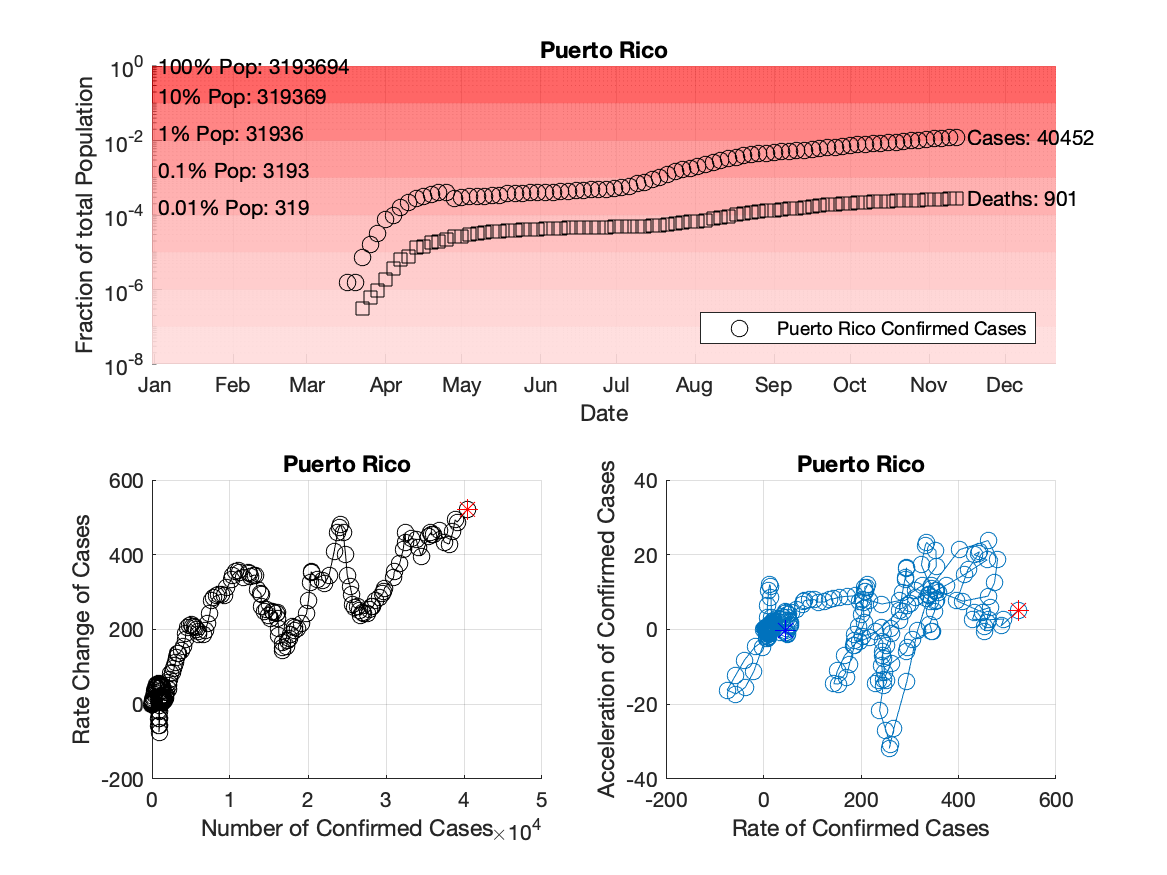 Puerto Rico
Fraction of total Population
10^0
10^-2
10^-4
10^-6
10^-8
100% Pop: 3193694
10% Pop: 319369
1% Pop: 31936
0.1% Pop: 3193
0.01% Pop: 319
Cases: 40452
Deaths: 901
Puerto Rico Confirmed Cases
Jan Feb Mar Apr May Jun Jul Aug Sep Oct Nov Dec
Date
Puerto Rico
Rate Change of Cases
600
400
200
0
-200
0 1 2 3 4 5
Number of Confirmed Cases ×10^4
Puerto Rico
Acceleration of Confirmed Cases
40
20
0
-20
-40
-200 0 200 400 600
Rate of Confirmed Cases